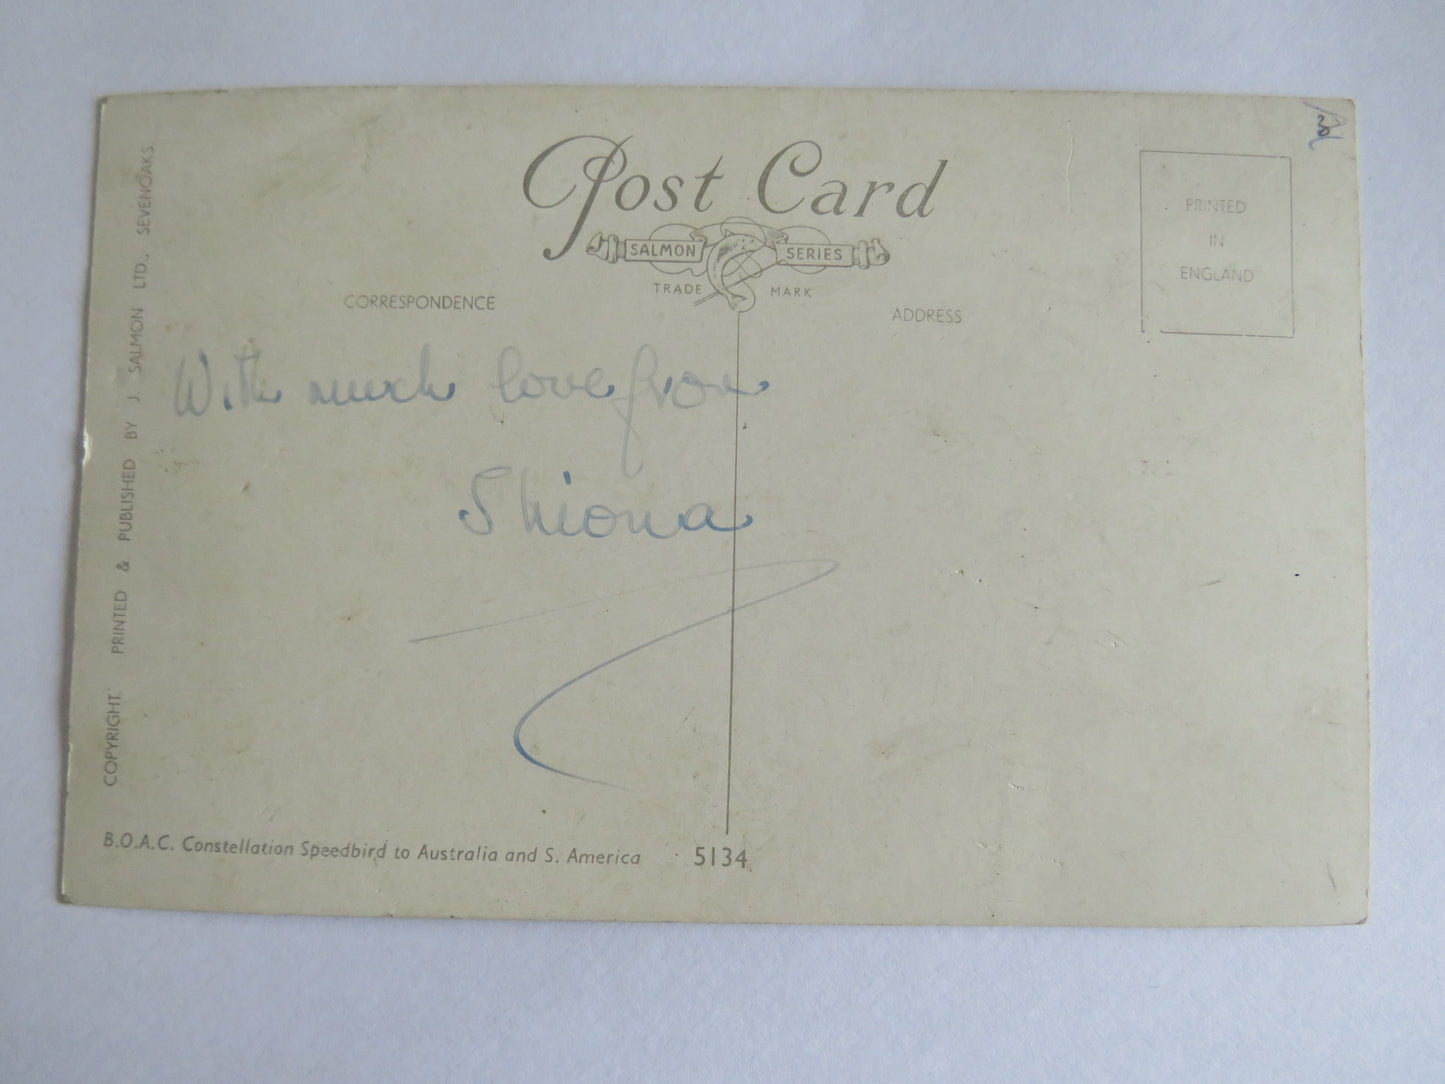 Post Card
SALMON SERIES
TRADE MARK
PRINTED
IN
ENGLAND
CORRESPONDENCE
ADDRESS
With much love from
Shiona
COPYRIGHT. PRINTED & PUBLISHED BY J SALMON LTD., SEVENOAKS
B.O.A.C. Constellation Speedbird to Australia and S. America
5134